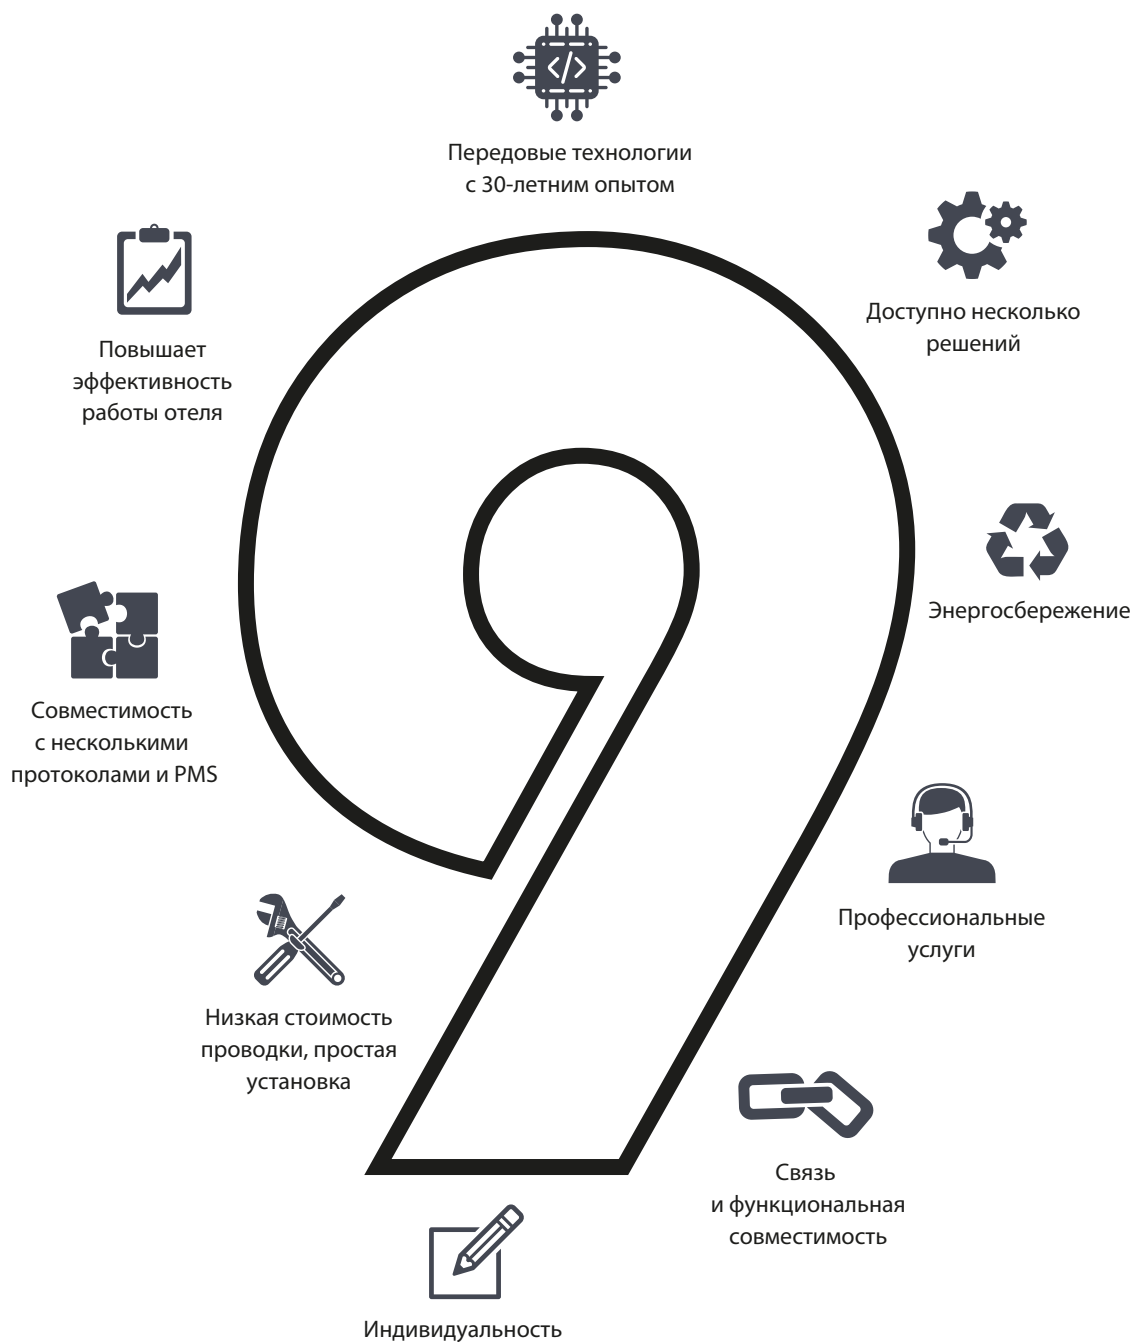 Передовые технологии
с 30-летним опытом
Доступно несколько
решений
Энергосбережение
Профессиональные
услуги
Связь
и функциональная
совместимость
Индивидуальность
Низкая стоимость
проводки, простая
установка
Совместимость
с несколькими
протоколами и PMS
Повышает
эффективность
работы отеля
9